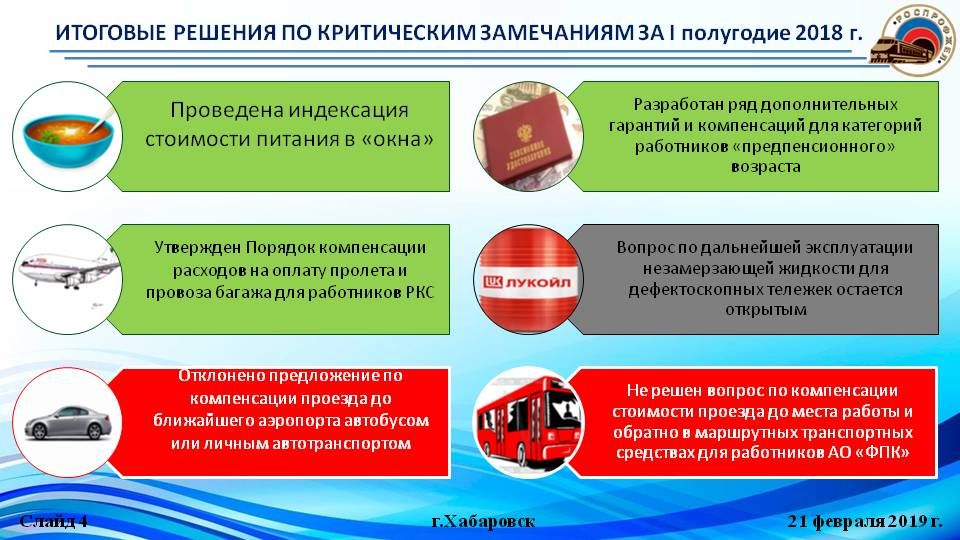 ИТОГОВЫЕ РЕШЕНИЯ ПО КРИТИЧЕСКИМ ЗАМЕЧАНИЯМ ЗА I полугодие 2018 г.
РОСПРОФЖЕЛ
Проведена индексация
стоимости питания в «окна»
Разработан ряд дополнительных
гарантий и компенсаций для категорий
работников «предпенсионного»
возраста
ПЕНСИОННОЕ
УДОСТОВЕРЕНИЕ
Утвержден Порядок компенсации
расходов на оплату пролета и
провоза багажа для работников РКС
Вопрос по дальнейшей эксплуатации
незамерзающей жидкости для
дефектоскопных тележек остается
открытым
ЛУКОЙЛ
Отклонено предложение по
компенсации проезда до
ближайшего аэропорта автобусом
или личным автотранспортом
Не решен вопрос по компенсации
стоимости проезда до места работы и
обратно в маршрутных транспортных
средствах для работников АО «ФПК»
Слайд 4
г.Хабаровск
21 февраля 2019 г.